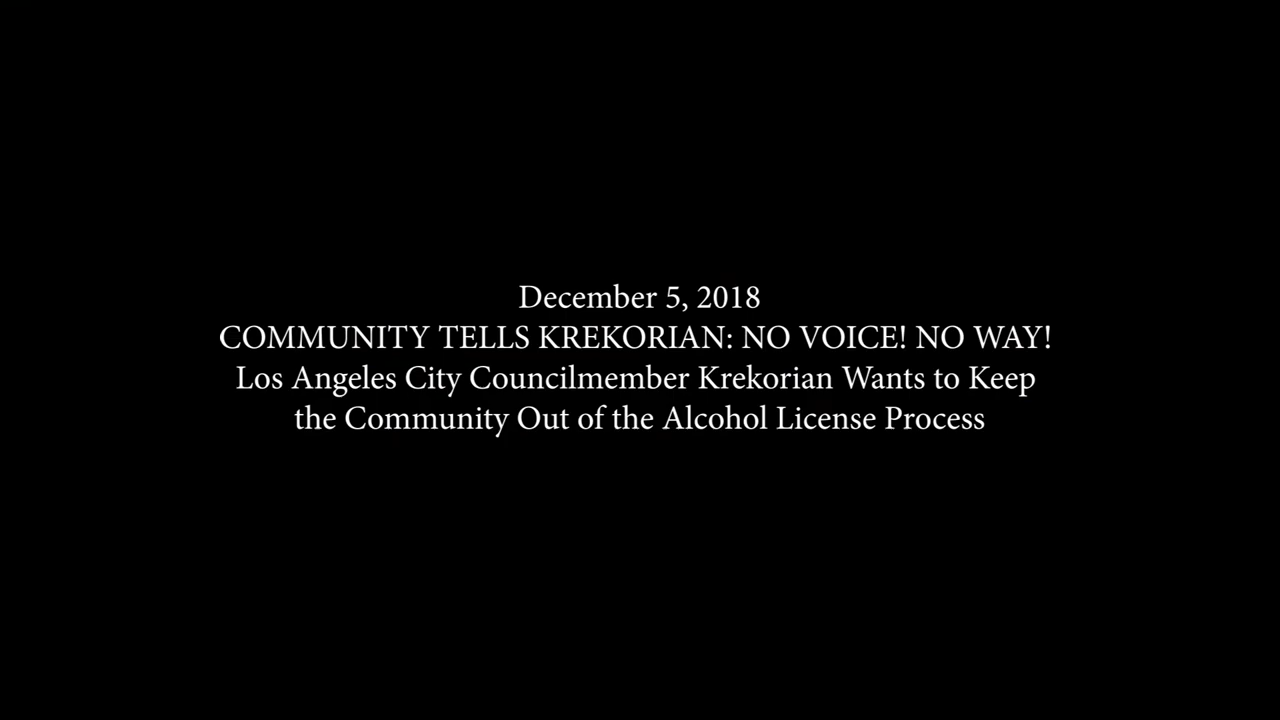 December 5, 2018
COMMUNITY TELLS KREKORIAN: NO VOICE! NO WAY!
Los Angeles City Councilmember Krekorian Wants to Keep
the Community Out of the Alcohol License Process